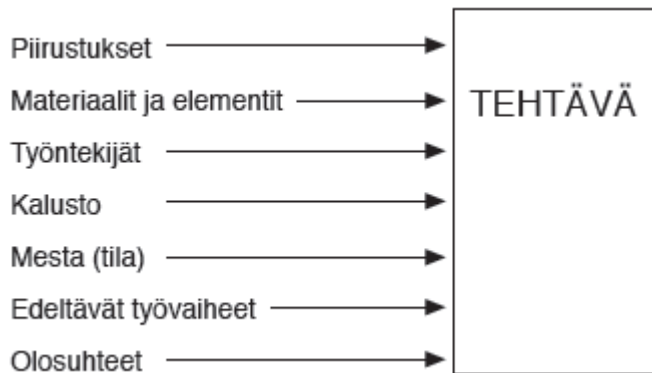 Piirustukset
Materiaalit ja elementit
TEHTÄVÄ
Työntekijät
Kalusto
Mesta (tila)
Edeltävät työvaiheet
Olosuhteet